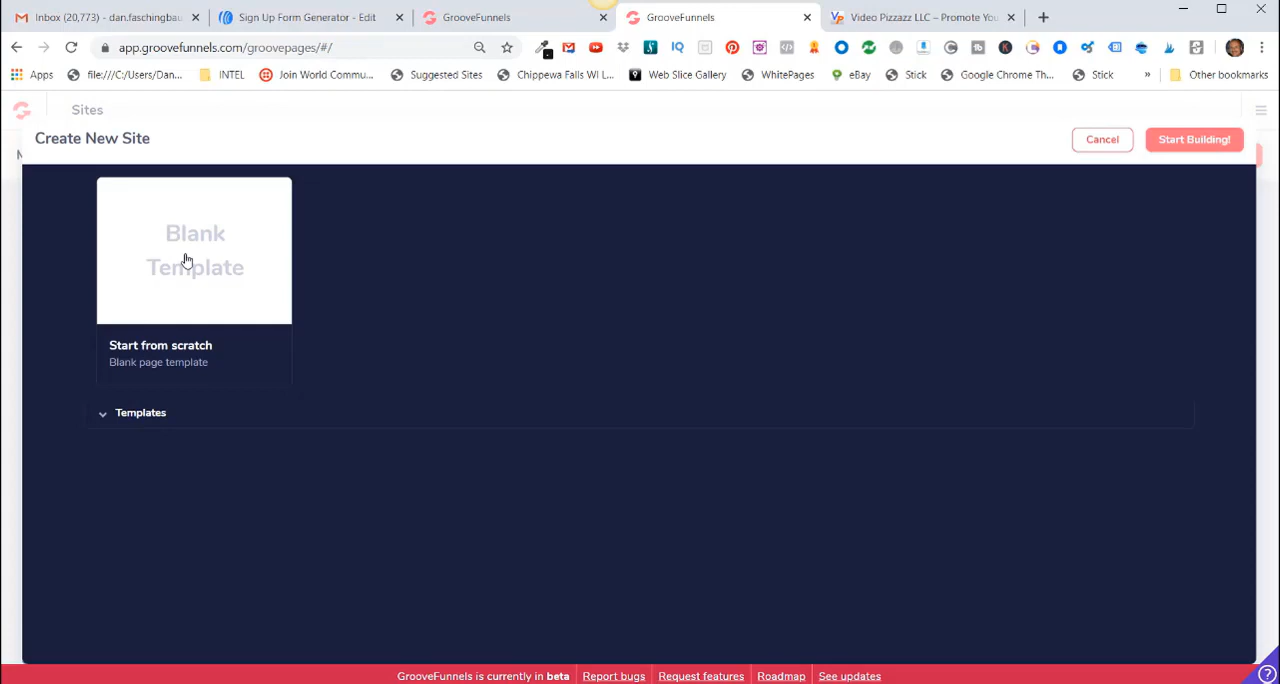 Inbox (20,773) - dan.faschingbau
Sign Up Form Generator - Edit
GrooveFunnels
GrooveFunnels
Video Pizzazz LLC – Promote You
app.groovefunnels.com/groovepages/#/
Apps
file:///C:/Users/Dan...
INTEL
Join World Commu...
Suggested Sites
Chippewa Falls WI L...
Web Slice Gallery
WhitePages
eBay
Stick
Google Chrome Th...
Stick
»
Other bookmarks
Sites
Create New Site
Cancel
Start Building!
Blank
Template
Start from scratch
Blank page template
Templates
GrooveFunnels is currently in beta
Report bugs
Request features
Roadmap
See updates